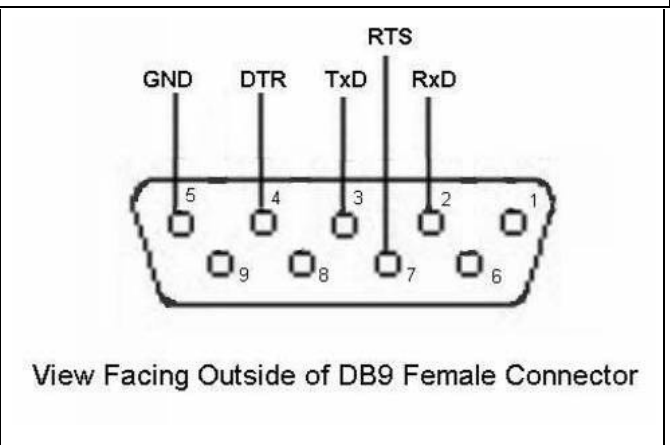 RTS
GND DTR TxD RxD
5 4 3 2 1
9 8 7 6
View Facing Outside of DB9 Female Connector